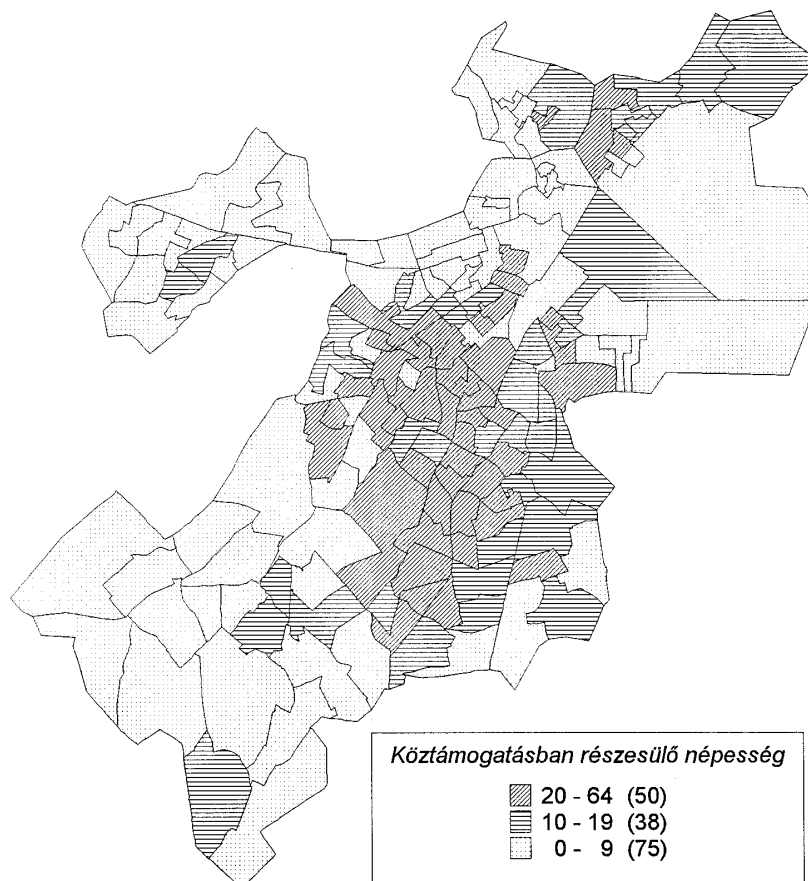 Köztámogatásban részesülő népesség
20 - 64 (50)
10 - 19 (38)
0 - 9 (75)